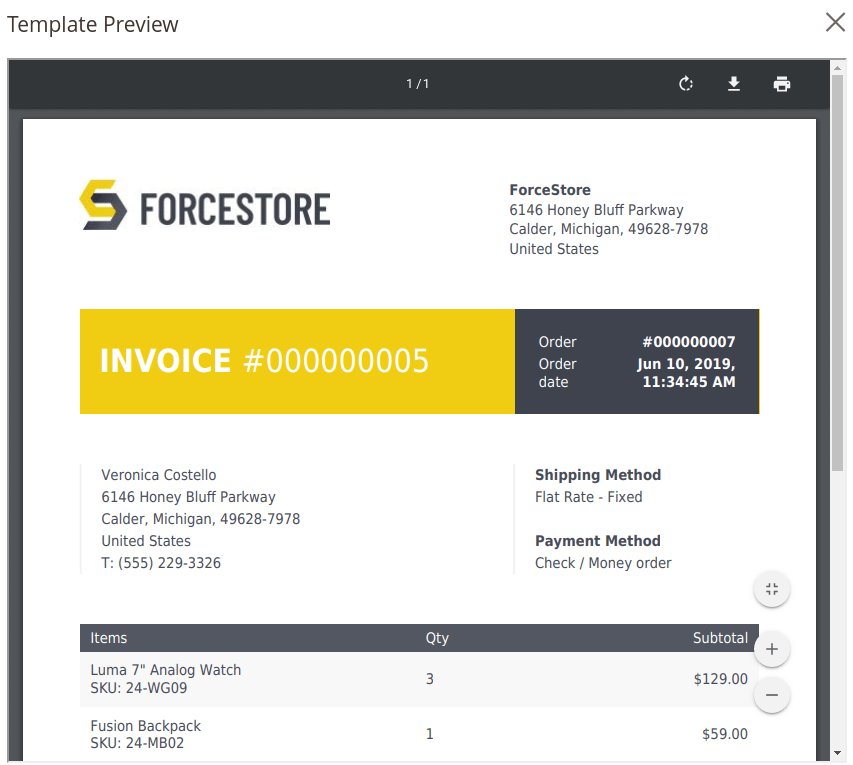 Template Preview
1 / 1
FORCESTORE
ForceStore
6146 Honey Bluff Parkway
Calder, Michigan, 49628-7978
United States
INVOICE #000000005
Order #000000007
Order date Jun 10, 2019, 11:34:45 AM
Veronica Costello
6146 Honey Bluff Parkway
Calder, Michigan, 49628-7978
United States
T: (555) 229-3326
Shipping Method
Flat Rate - Fixed
Payment Method
Check / Money order
Items Qty Subtotal
Luma 7" Analog Watch
SKU: 24-WG09
3 $129.00
Fusion Backpack
SKU: 24-MB02
1 $59.00